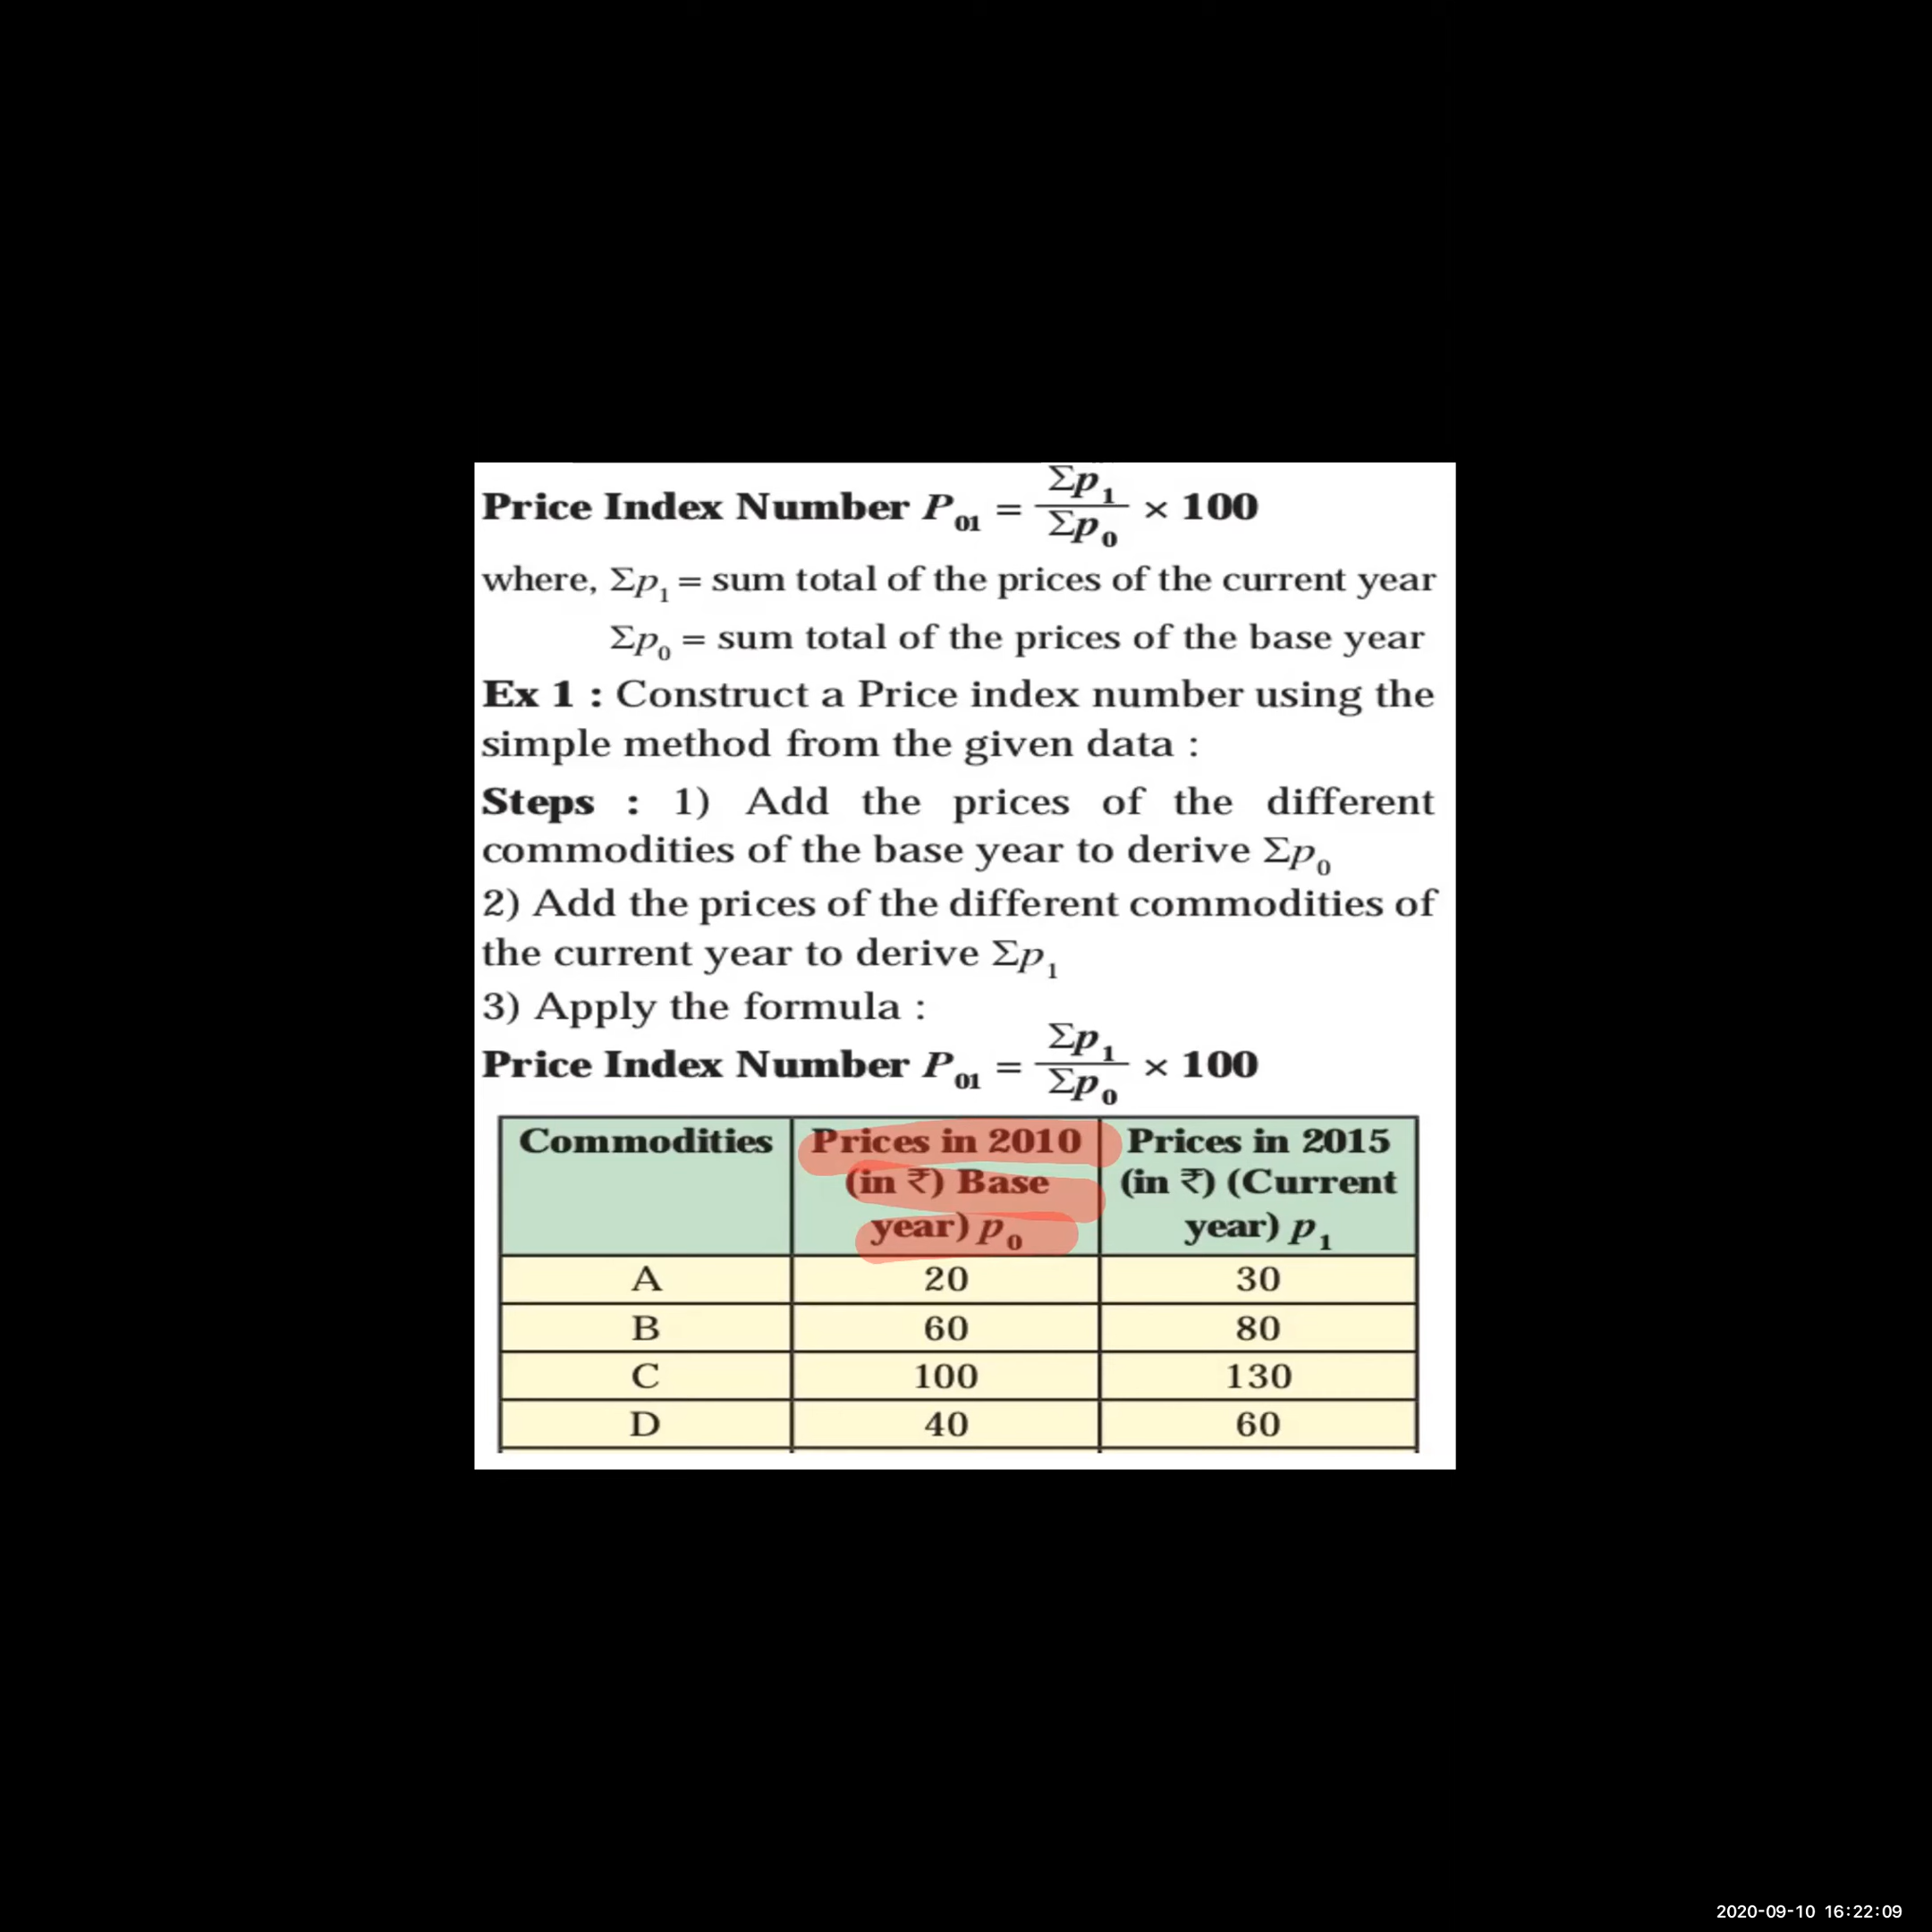 Price Index Number P₀₁ = Σp₁ / Σp₀ × 100
where, Σp₁ = sum total of the prices of the current year
Σp₀ = sum total of the prices of the base year
Ex 1 : Construct a Price index number using the
simple method from the given data :
Steps : 1) Add the prices of the different
commodities of the base year to derive Σp₀
2) Add the prices of the different commodities of
the current year to derive Σp₁
3) Apply the formula :
Price Index Number P₀₁ = Σp₁ / Σp₀ × 100
Commodities Prices in 2010 Prices in 2015
(in ₹) Base (in ₹) (Current
year) p₀ year) p₁
A 20 30
B 60 80
C 100 130
D 40 60
2020-09-10 16:22:09